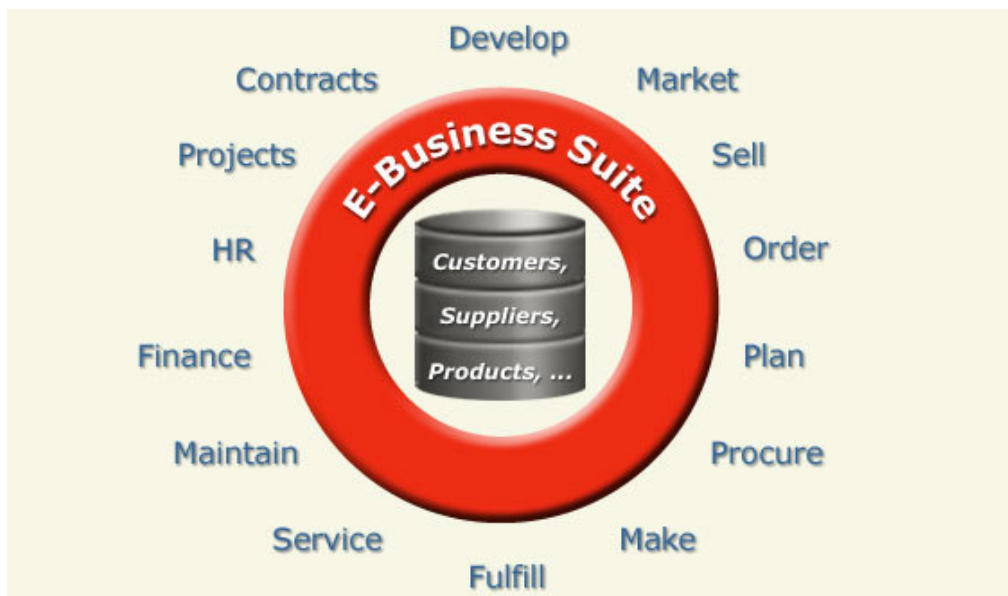 Develop
Contracts
Market
E-Business Suite
Projects
Sell
HR
Order
Customers,
Suppliers,
Products, ...
Finance
Plan
Maintain
Procure
Service
Make
Fulfill